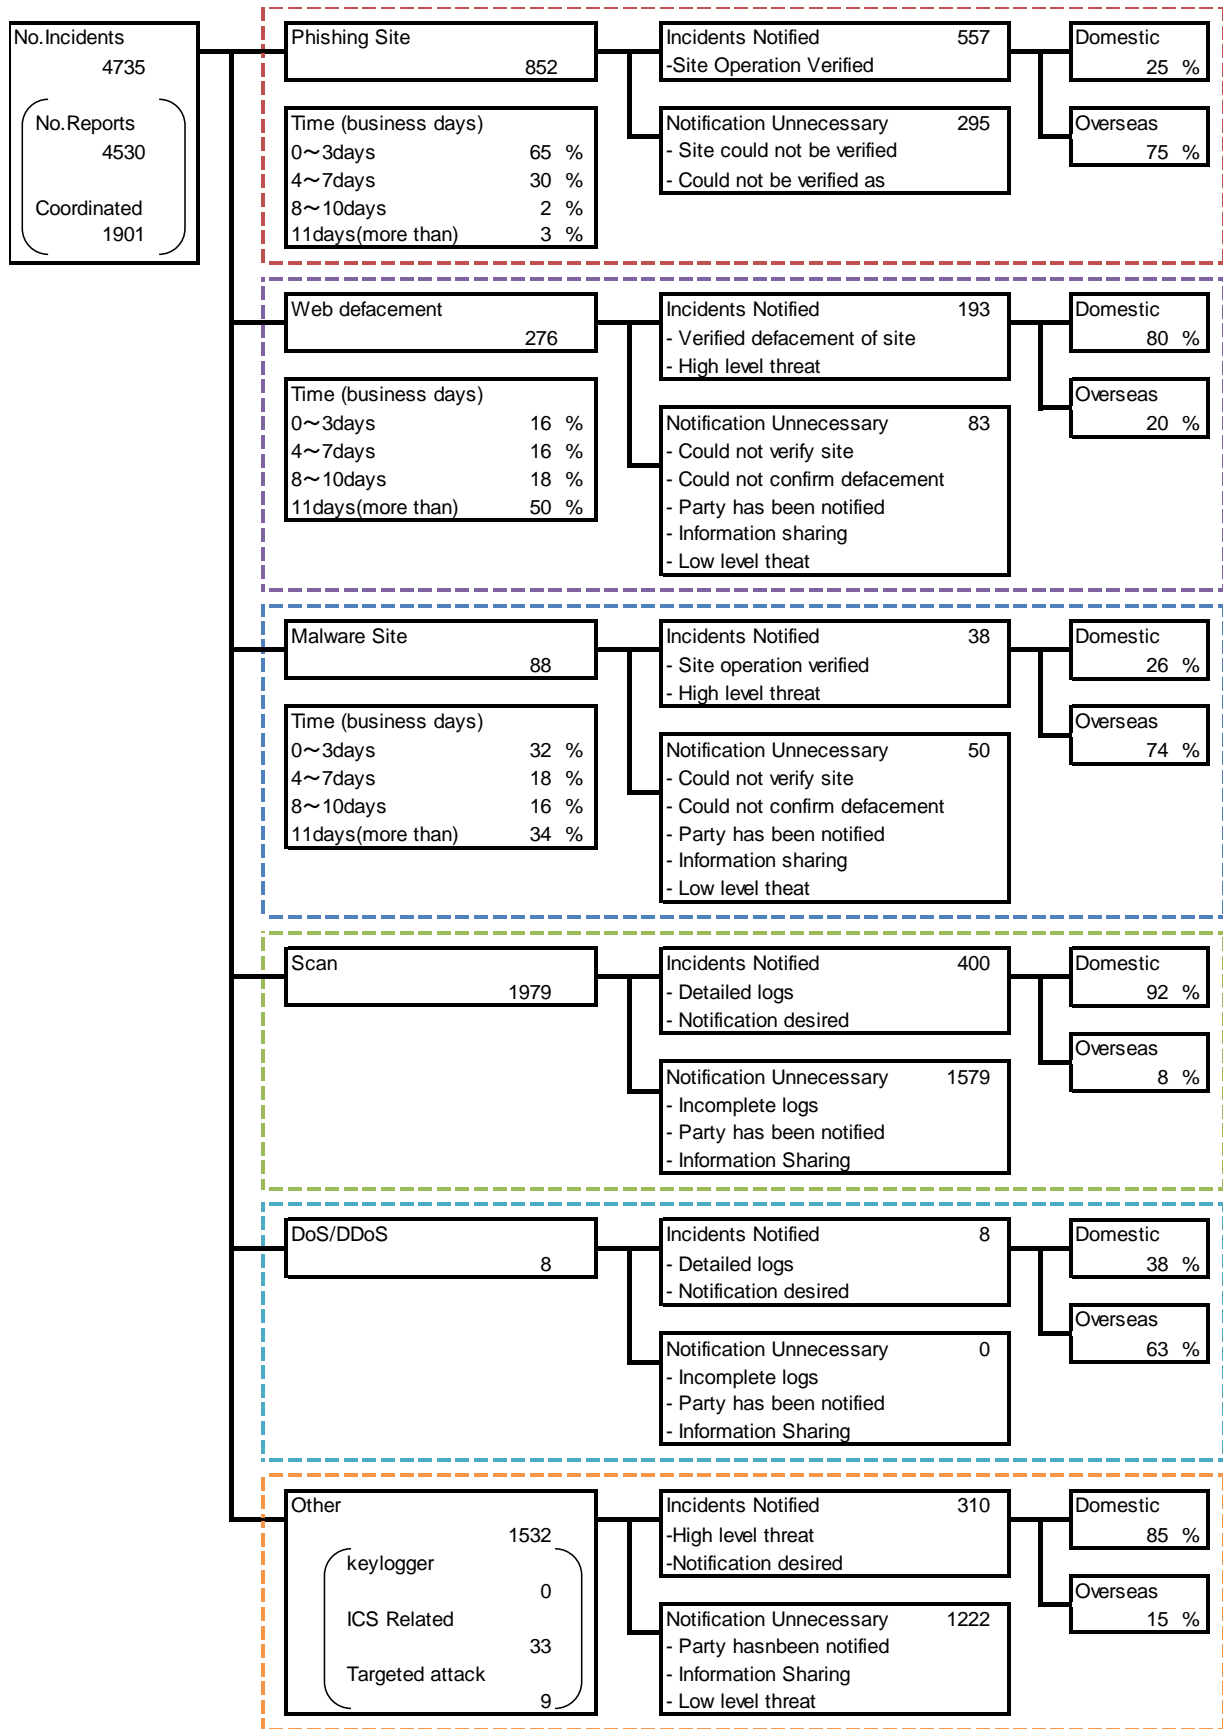 No.Incidents
4735
No.Reports
4530
Coordinated
1901
Phishing Site
852
Time (business days)
0～3days 65 %
4～7days 30 %
8～10days 2 %
11days(more than) 3 %
Incidents Notified 557
-Site Operation Verified
Notification Unnecessary 295
- Site could not be verified
- Could not be verified as
Domestic
25 %
Overseas
75 %
Web defacement
276
Time (business days)
0～3days 16 %
4～7days 16 %
8～10days 18 %
11days(more than) 50 %
Incidents Notified 193
- Verified defacement of site
- High level threat
Notification Unnecessary 83
- Could not verify site
- Could not confirm defacement
- Party has been notified
- Information sharing
- Low level theat
Domestic
80 %
Overseas
20 %
Malware Site
88
Time (business days)
0～3days 32 %
4～7days 18 %
8～10days 16 %
11days(more than) 34 %
Incidents Notified 38
- Site operation verified
- High level threat
Notification Unnecessary 50
- Could not verify site
- Could not confirm defacement
- Party has been notified
- Information sharing
- Low level theat
Domestic
26 %
Overseas
74 %
Scan
1979
Incidents Notified 400
- Detailed logs
- Notification desired
Notification Unnecessary 1579
- Incomplete logs
- Party has been notified
- Information Sharing
Domestic
92 %
Overseas
8 %
DoS/DDoS
8
Incidents Notified 8
- Detailed logs
- Notification desired
Notification Unnecessary 0
- Incomplete logs
- Party has been notified
- Information Sharing
Domestic
38 %
Overseas
63 %
Other
1532
keylogger
0
ICS Related
33
Targeted attack
9
Incidents Notified 310
-High level threat
-Notification desired
Notification Unnecessary 1222
- Party hasnbeen notified
- Information Sharing
- Low level threat
Domestic
85 %
Overseas
15 %